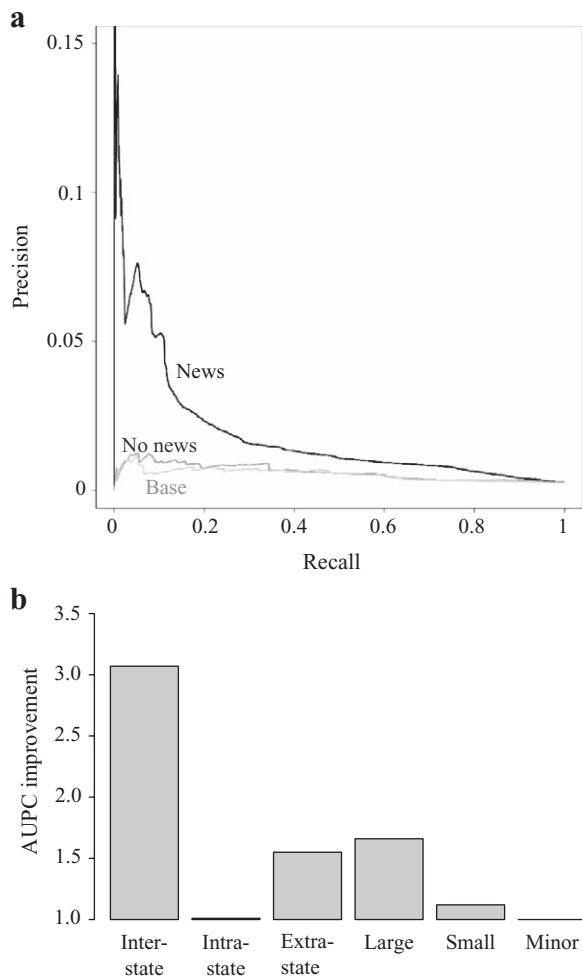 a
0.15
0.1
0.05
0
Precision
News
No news
Base
0
0.2
0.4
0.6
0.8
1
Recall
b
3.5
3.0
2.5
2.0
1.5
1.0
AUPC improvement
Inter-
state
Intra-
state
Extra-
state
Large
Small
Minor